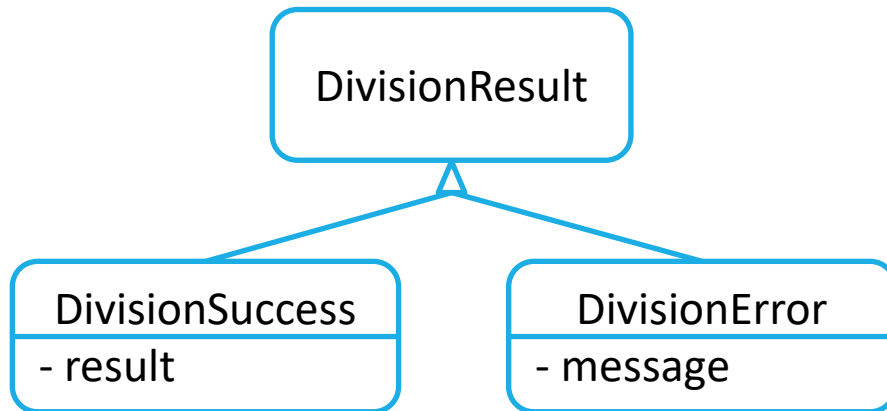 DivisionResult
DivisionSuccess
- result
DivisionError
- message